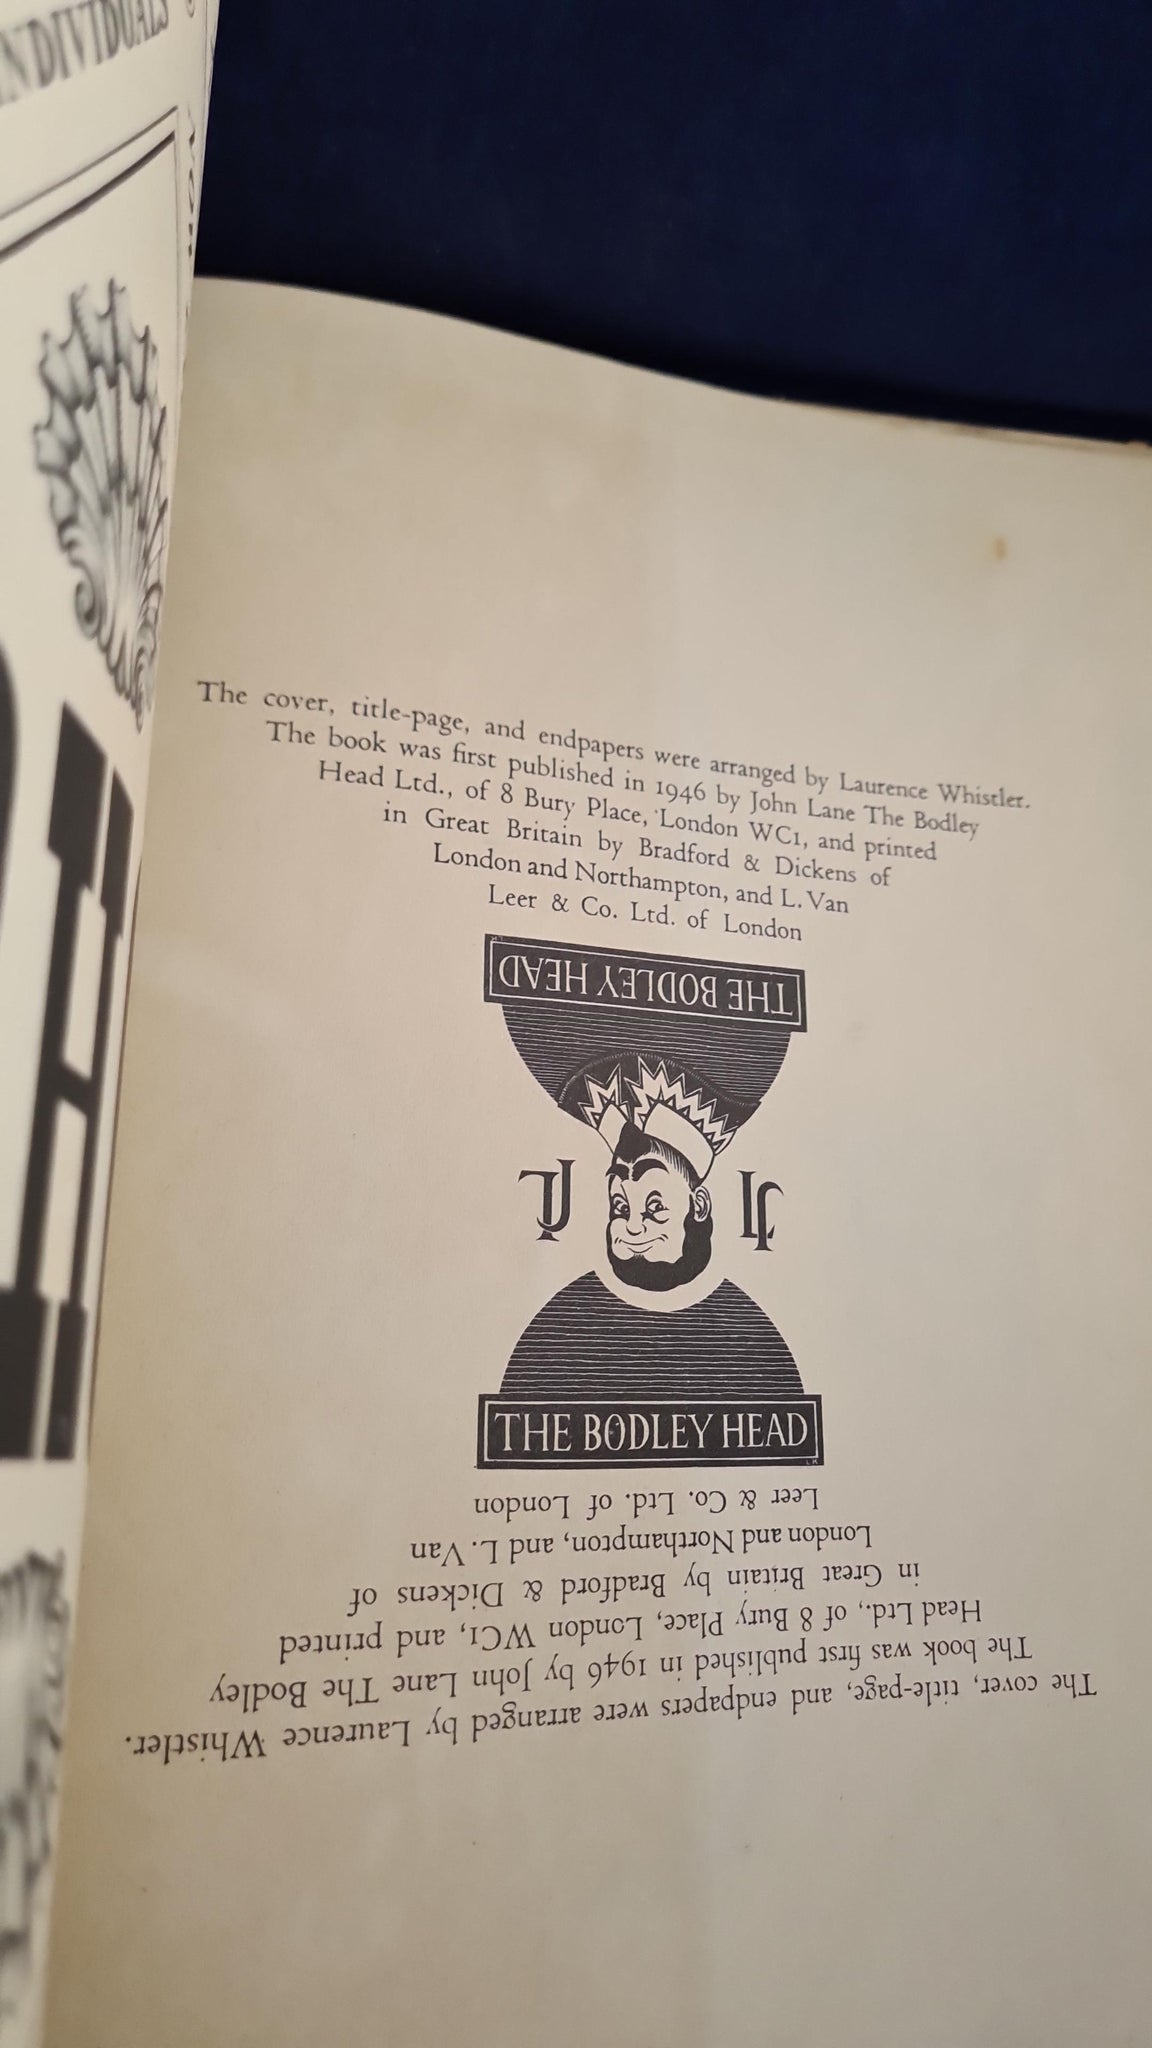 The cover, title-page, and endpapers were arranged by Laurence Whistler.
The book was first published in 1946 by John Lane The Bodley
Head Ltd., of 8 Bury Place, London WC1, and printed
in Great Britain by Bradford & Dickens of
London and Northampton, and L. Van
Leer & Co. Ltd. of London
THE BODLEY HEAD
JL
JL
THE BODLEY HEAD
LK
Leer & Co. Ltd. of London
London and Northampton, and L. Van
in Great Britain by Bradford & Dickens of
Head Ltd., of 8 Bury Place, London WC1, and printed
The book was first published in 1946 by John Lane The Bodley
The cover, title-page, and endpapers were arranged by Laurence Whistler.